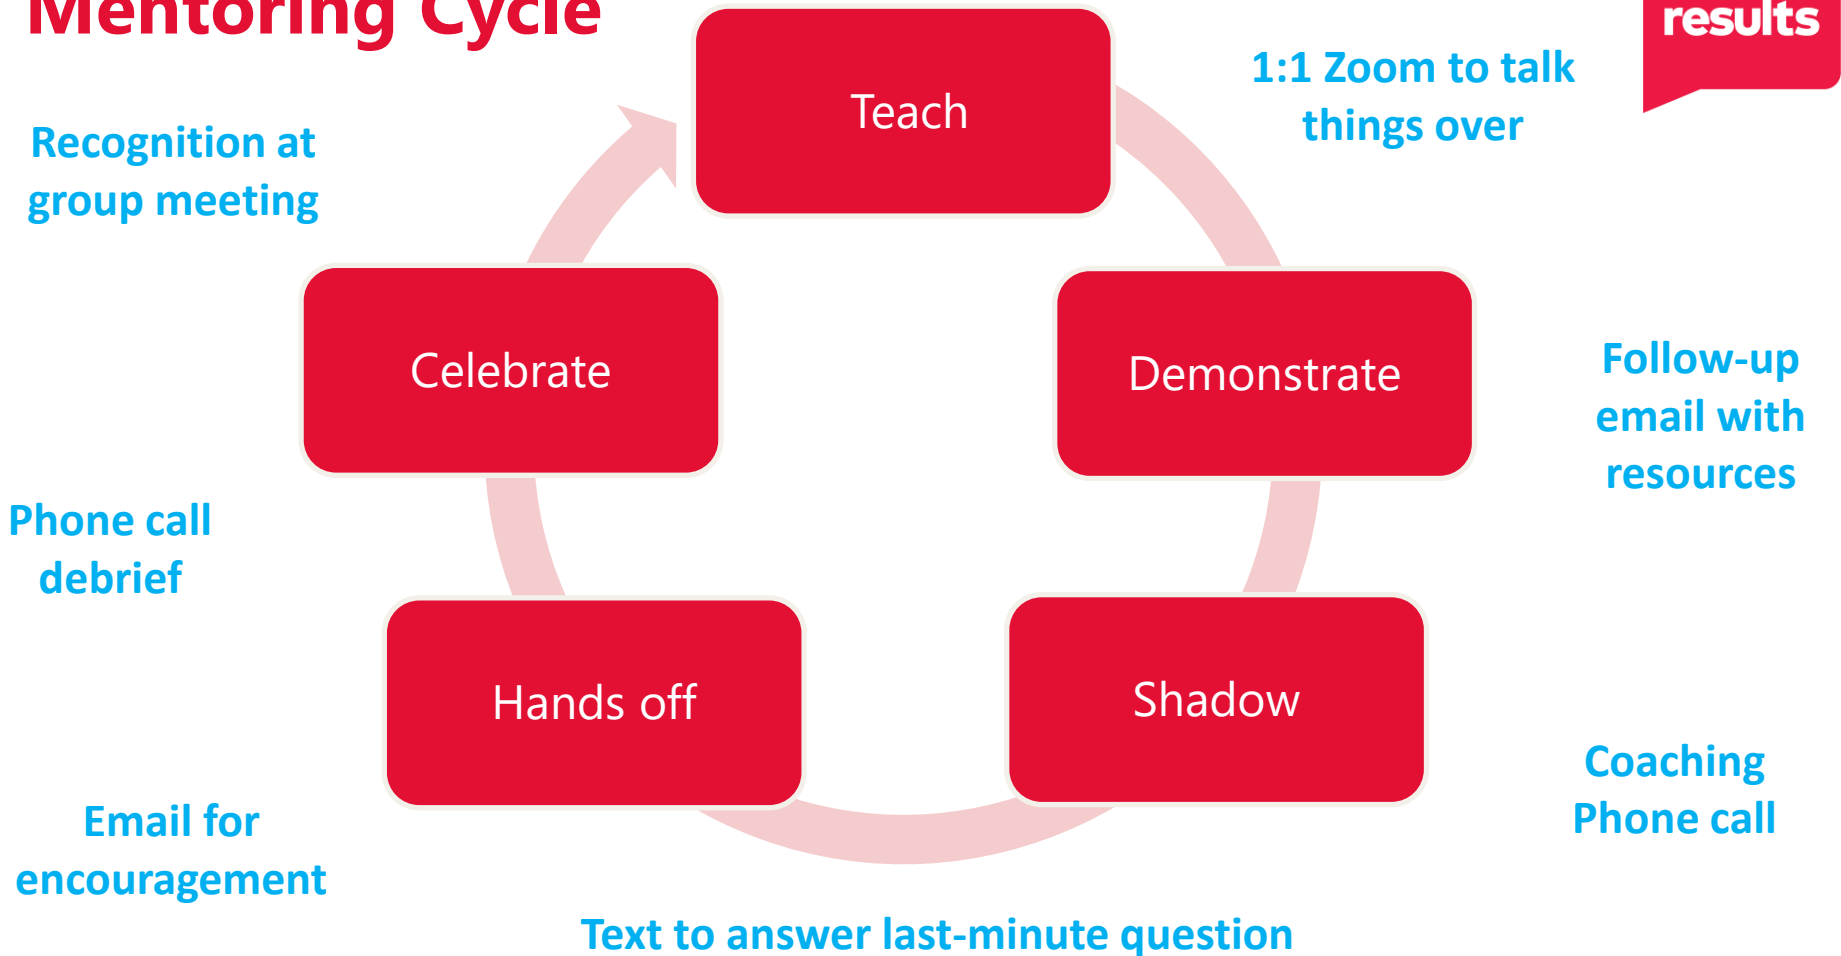 Mentoring Cycle
results
Teach
1:1 Zoom to talk
things over
Recognition at
group meeting
Celebrate
Demonstrate
Follow-up
email with
resources
Phone call
debrief
Hands off
Shadow
Coaching
Phone call
Email for
encouragement
Text to answer last-minute question